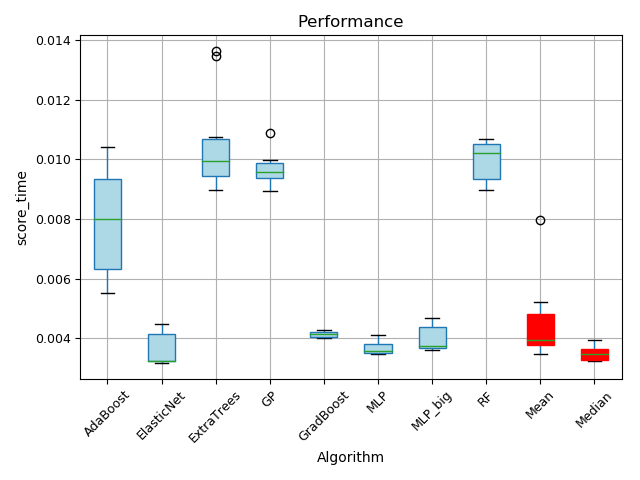 Performance
0.014
0.012
0.010
0.008
0.006
0.004
score_time
AdaBoost
ElasticNet
ExtraTrees
GP
GradBoost
MLP
MLP_big
RF
Mean
Median
Algorithm